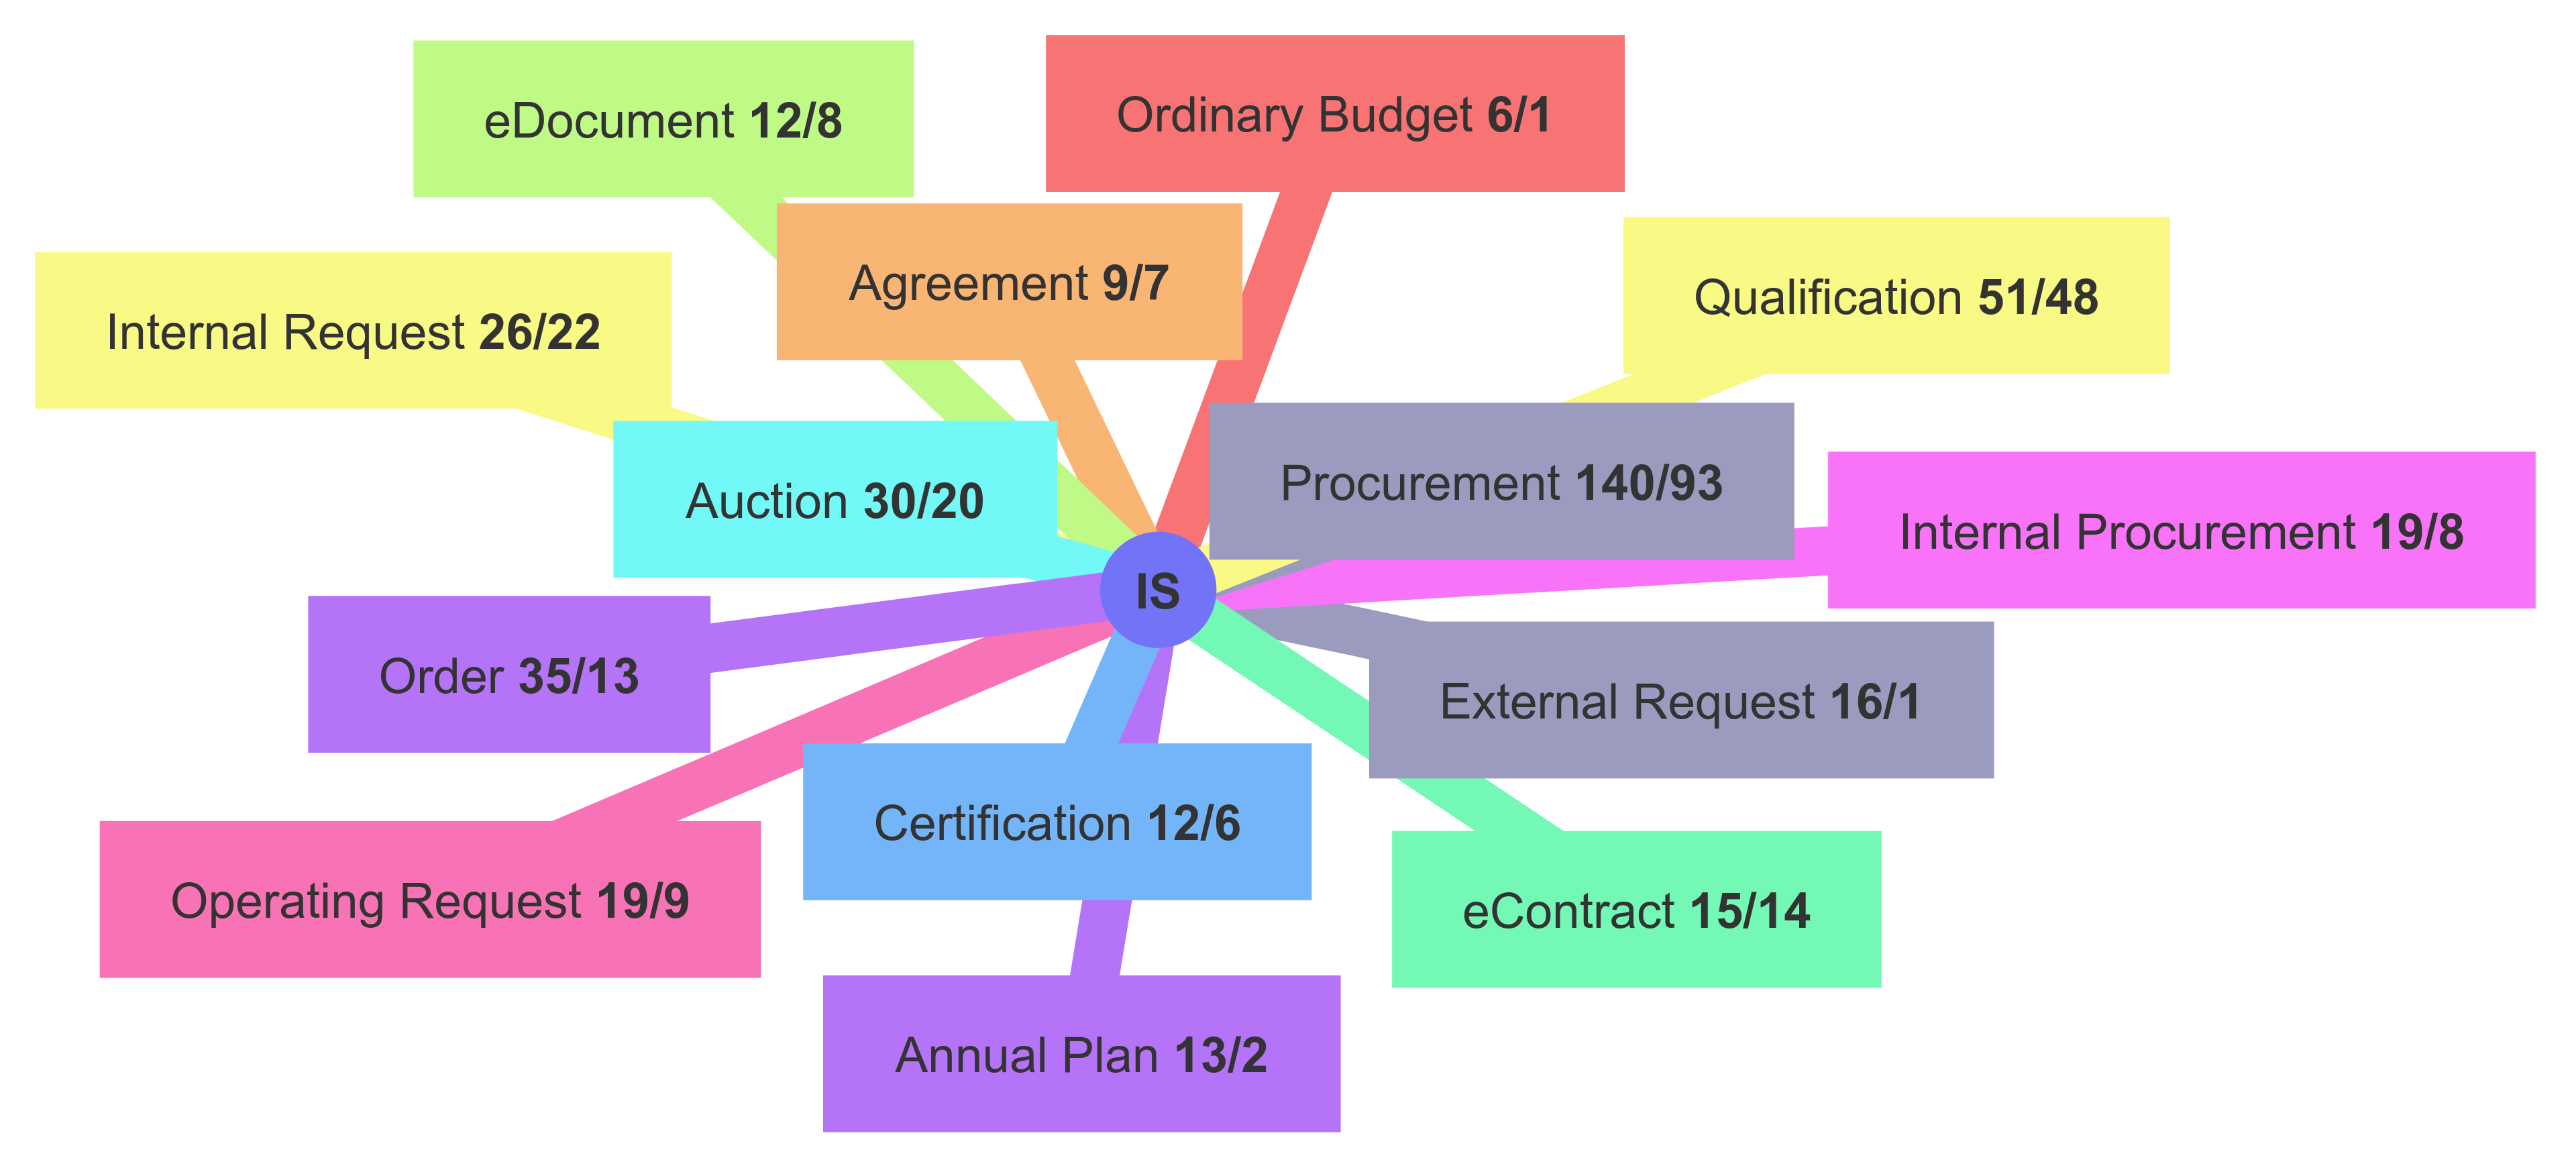 eDocument 12/8
Ordinary Budget 6/1
Agreement 9/7
Qualification 51/48
Internal Request 26/22
Auction 30/20
Procurement 140/93
Internal Procurement 19/8
IS
Order 35/13
External Request 16/1
Certification 12/6
Operating Request 19/9
eContract 15/14
Annual Plan 13/2